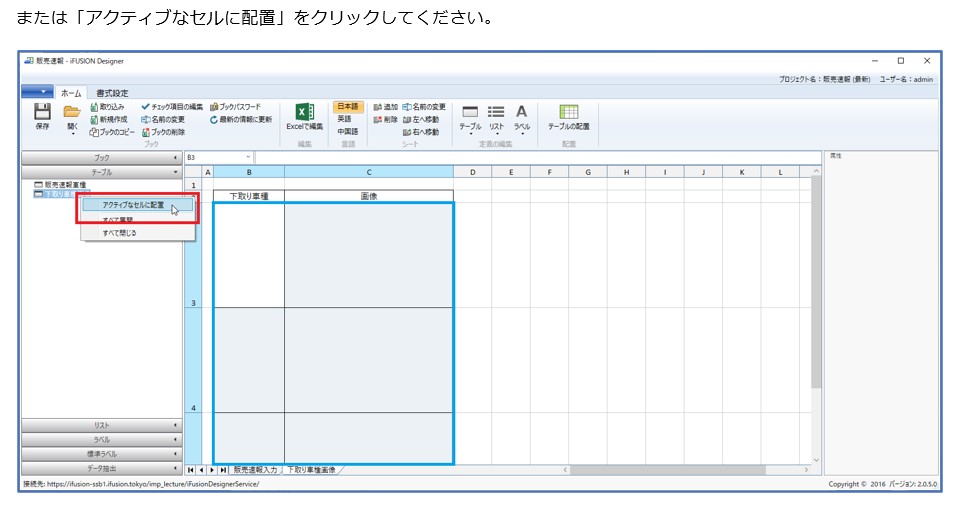 または「アクティブなセルに配置」をクリックしてください。
販売速報 - iFUSION Designer
プロジェクト名：販売速報 (最新) ユーザー名：admin
ホーム 書式設定
保存 開く 取り込み 新規作成 ブックのコピー チェック項目の編集 名前の変更 ブックの削除 ブックパスワード 最新の情報に更新
Excelで編集 日本語 英語 中国語 追加 削除 名前の変更 左へ移動 右へ移動
テーブル リスト ラベル テーブルの配置
ブック 編集 言語 シート 定義の編集 配置
ブック B3 属性
テーブル A B C D E F G H I J K L
販売速報車種 1
下取り車種 画像
アクティブなセルに配置
すべて展開
すべて閉じる
3
4
リスト
ラベル
標準ラベル
データ抽出 販売速報入力 下取り車種画像
接続先: https://ifusion-ssb1.ifusion.tokyo/imp_lecture/iFusionDesignerService/ Copyright © 2016 バージョン: 2.0.5.0